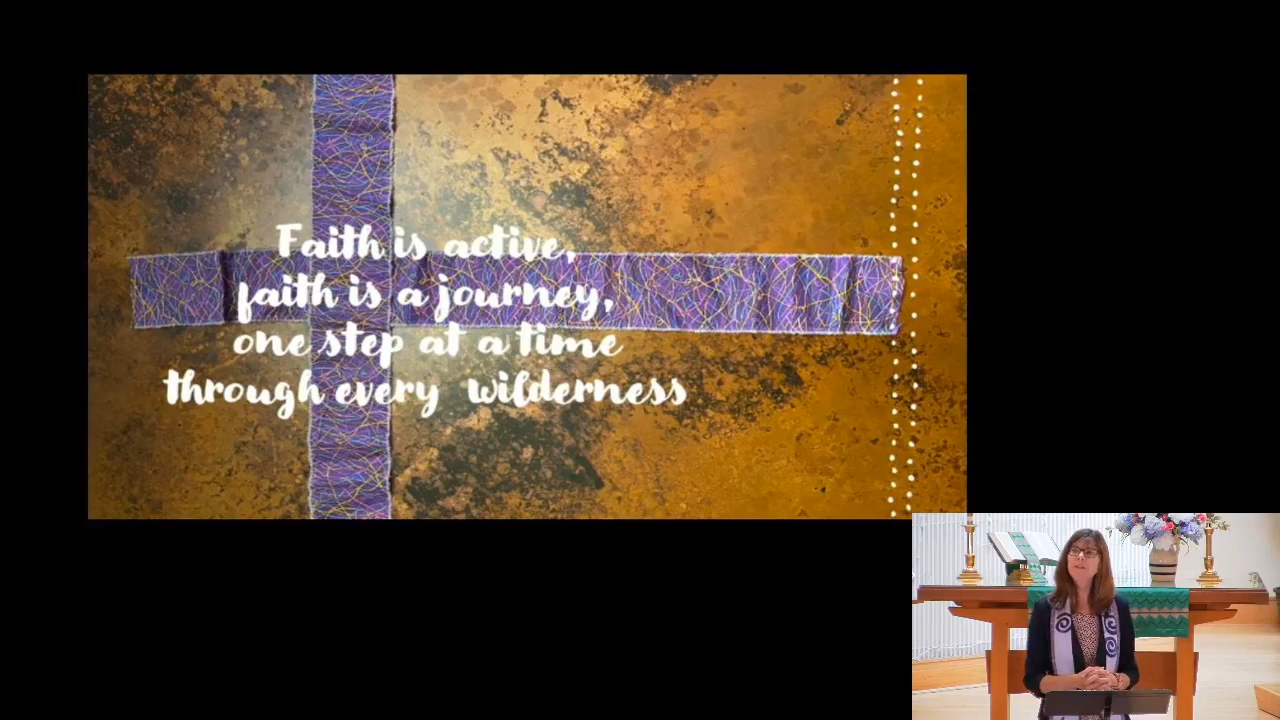 Faith is active,
faith is a journey,
one step at a time
through every wilderness